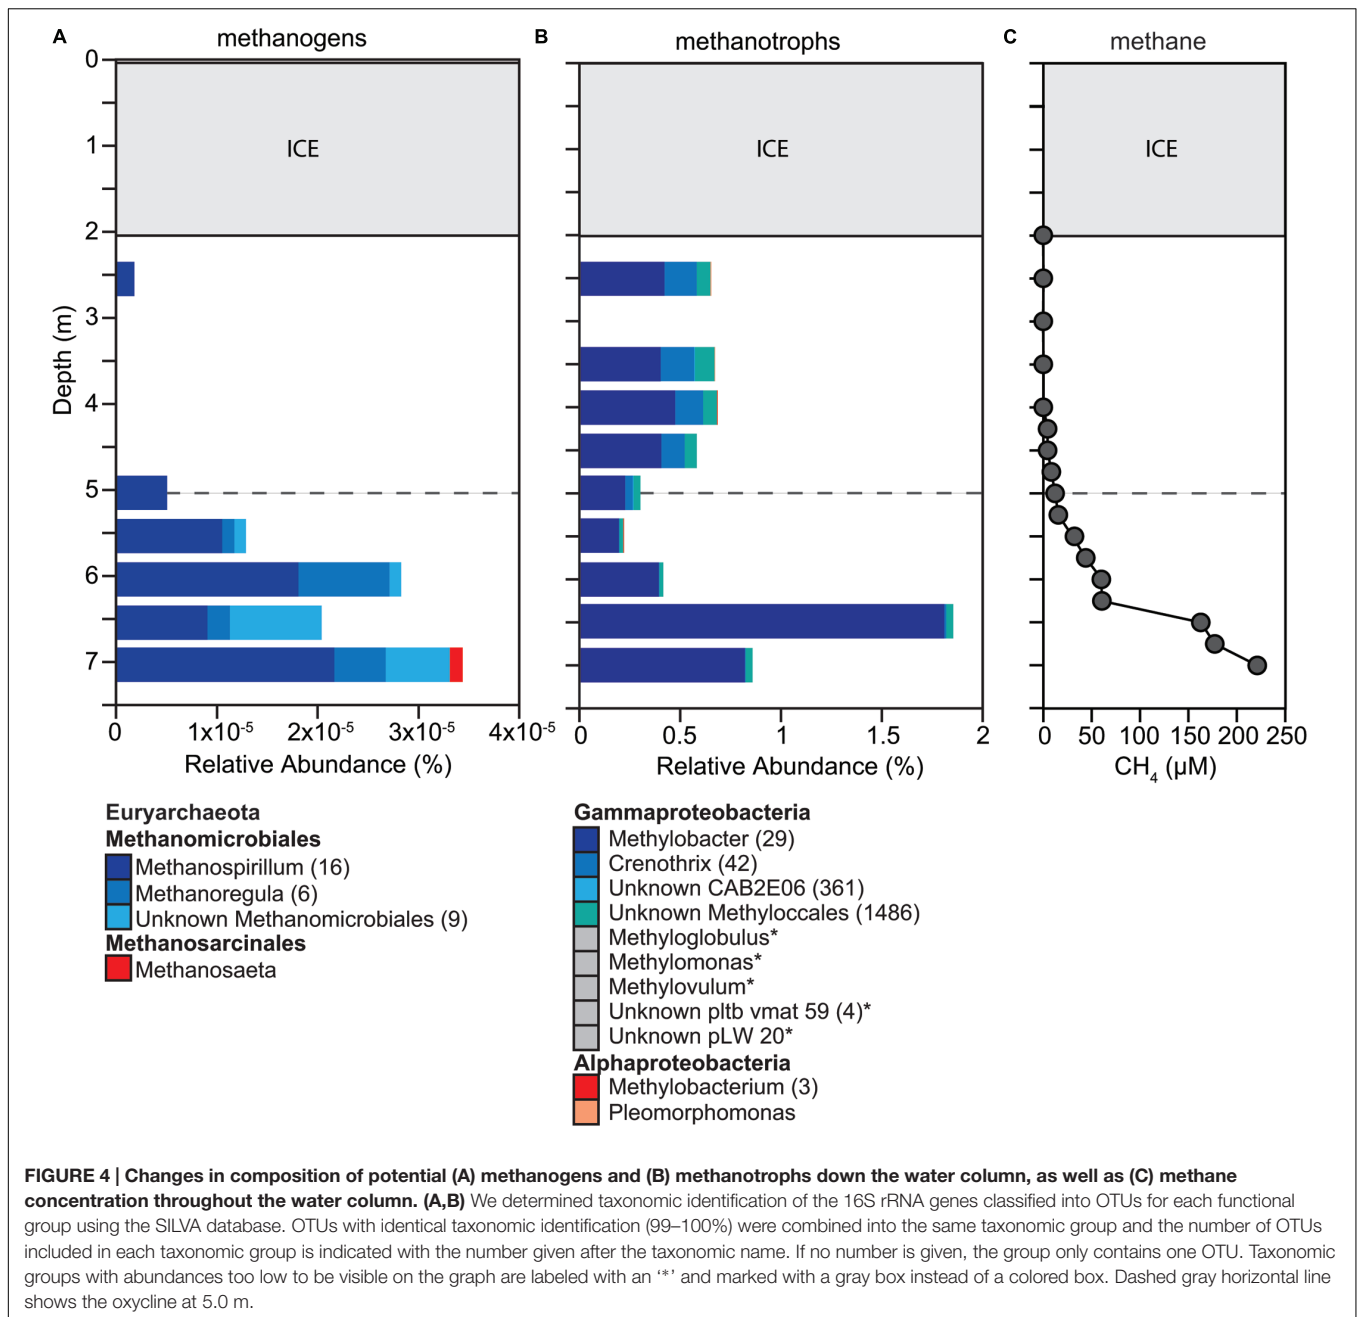 A
methanogens
B
methanotrophs
C
methane
0
1
2
3
4
5
6
7
Depth (m)
ICE
ICE
ICE
0
1x10-5
2x10-5
3x10-5
4x10-5
Relative Abundance (%)
0
0.5
1
1.5
2
Relative Abundance (%)
0
50
100
150
200
250
CH4 (µM)
Euryarchaeota
Methanomicrobiales
Methanospirillum (16)
Methanoregula (6)
Unknown Methanomicrobiales (9)
Methanosarcinales
Methanosaeta
Gammaproteobacteria
Methylobacter (29)
Crenothrix (42)
Unknown CAB2E06 (361)
Unknown Methyloccales (1486)
Methyloglobulus*
Methylomonas*
Methylovulum*
Unknown pltb vmat 59 (4)*
Unknown pLW 20*
Alphaproteobacteria
Methylobacterium (3)
Pleomorphomonas
FIGURE 4 | Changes in composition of potential (A) methanogens and (B) methanotrophs down the water column, as well as (C) methane
concentration throughout the water column. (A,B) We determined taxonomic identification of the 16S rRNA genes classified into OTUs for each functional
group using the SILVA database. OTUs with identical taxonomic identification (99–100%) were combined into the same taxonomic group and the number of OTUs
included in each taxonomic group is indicated with the number given after the taxonomic name. If no number is given, the group only contains one OTU. Taxonomic
groups with abundances too low to be visible on the graph are labeled with an ‘*’ and marked with a gray box instead of a colored box. Dashed gray horizontal line
shows the oxycline at 5.0 m.